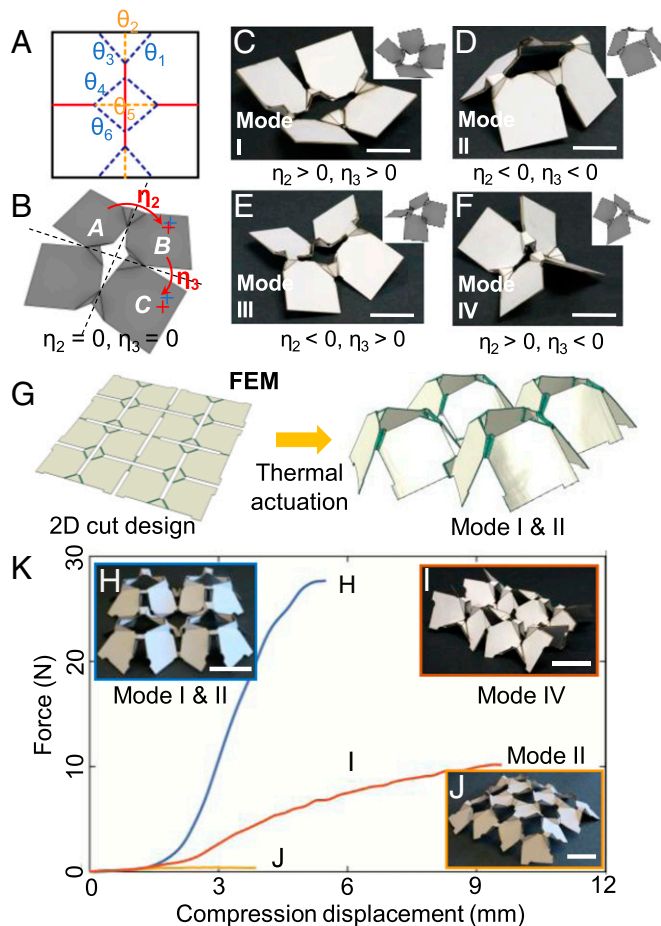 A
θ2
θ3
θ1
θ4
θ5
θ6
B
A
η2
B
η3
C
η2 = 0, η3 = 0
C
Mode
I
η2 > 0, η3 > 0
D
Mode
II
η2 < 0, η3 < 0
E
Mode
III
η2 < 0, η3 > 0
F
Mode
IV
η2 > 0, η3 < 0
G
FEM
Thermal
actuation
2D cut design
Mode I & II
K
30
20
10
0
Force (N)
H
Mode I & II
H
I
Mode IV
I
Mode II
J
J
0
3
6
9
12
Compression displacement (mm)